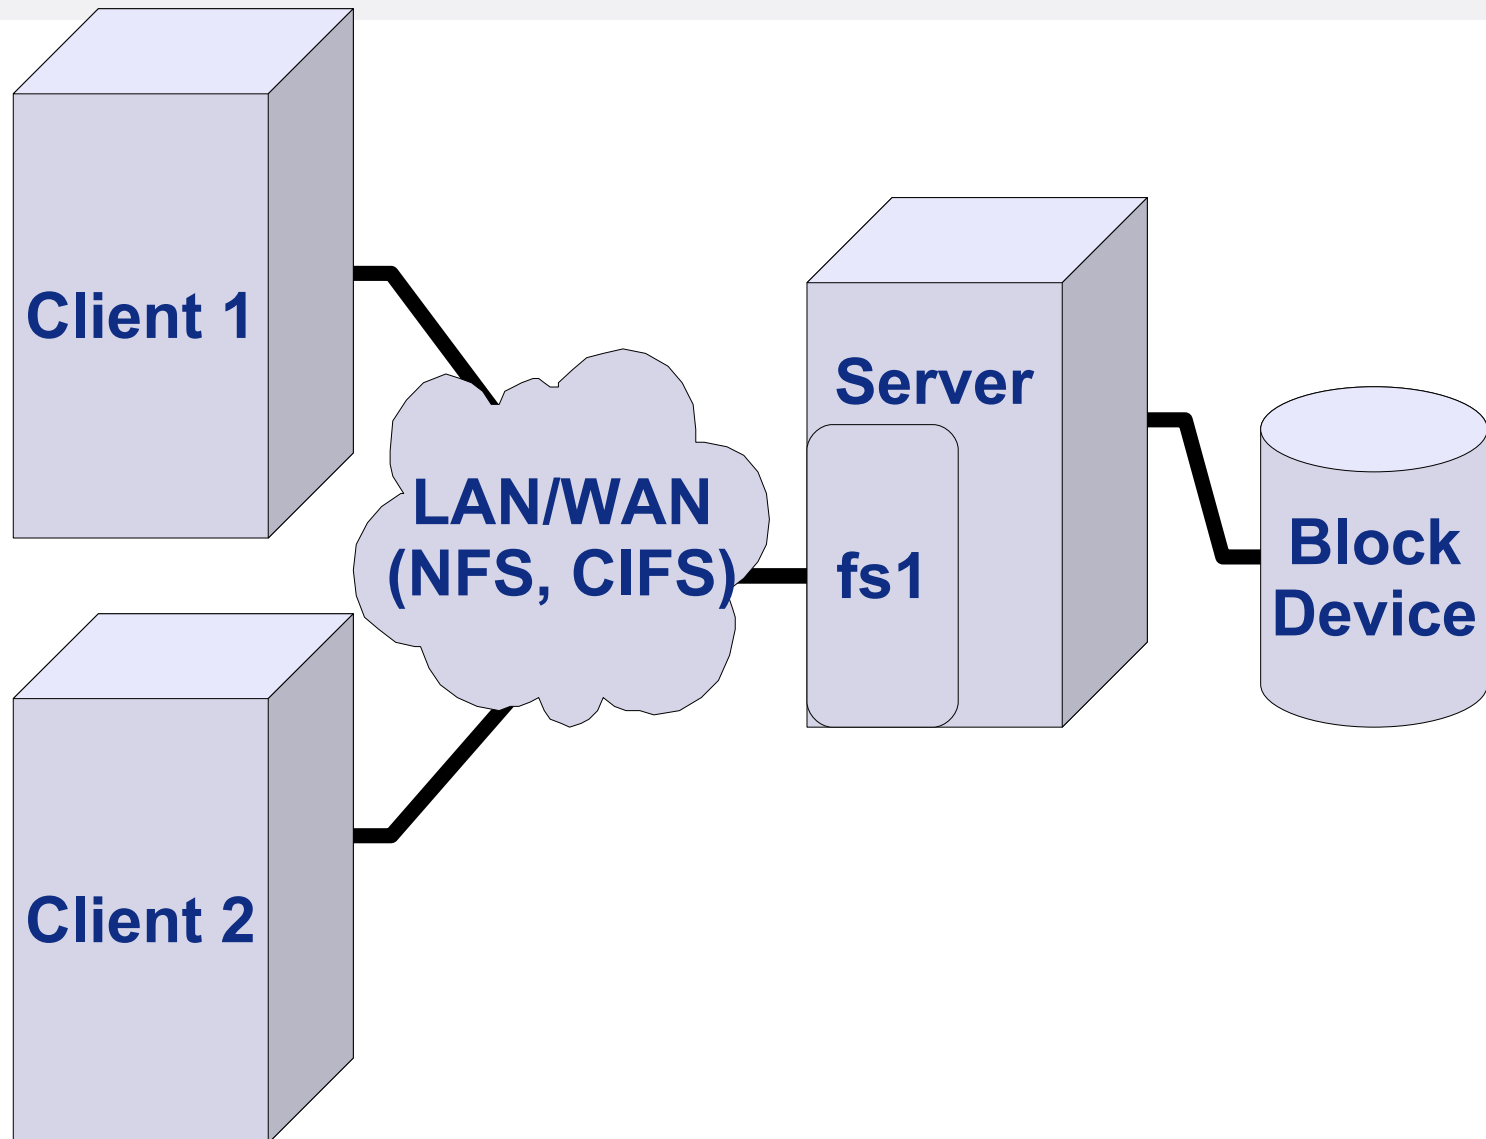 Client 1
Server
LAN/WAN
(NFS, CIFS)
fs1
Block
Device
Client 2